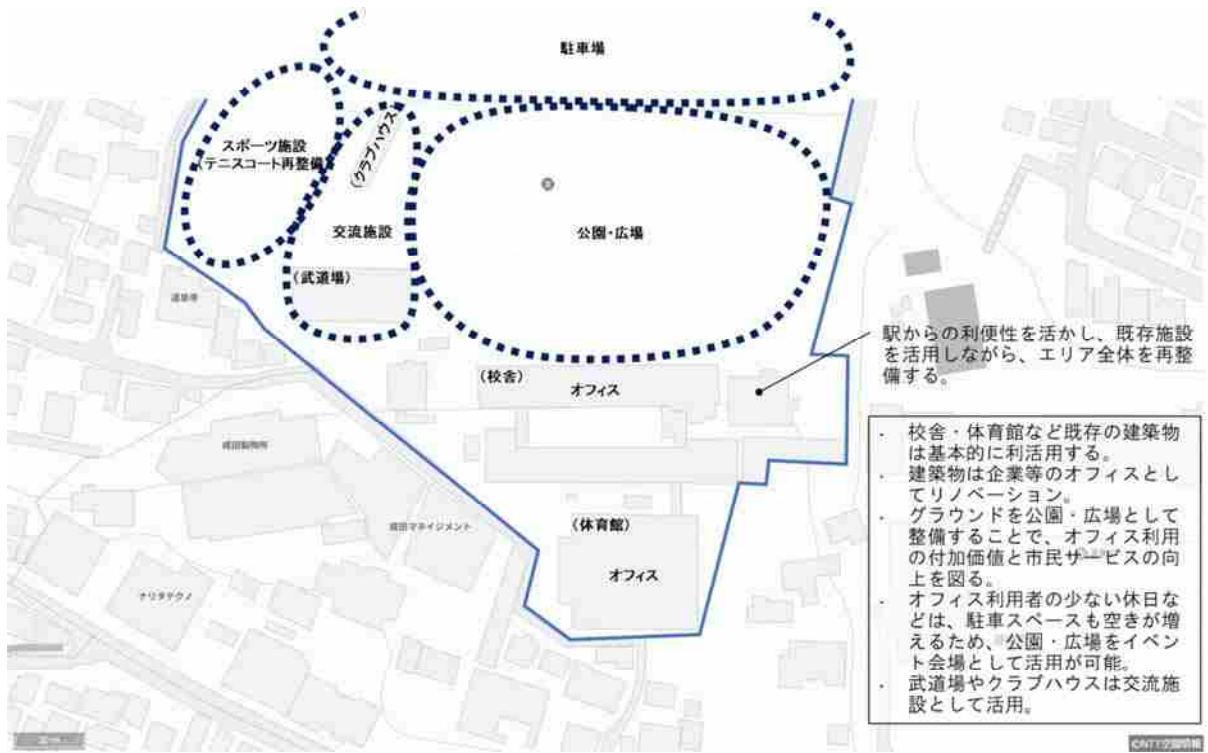 駐車場
スポーツ施設
(テニスコート再整備)
(クラブハウス)
交流施設
公園・広場
(武道場)
駅からの利便性を活かし、既存施設
を活用しながら、エリア全体を再整
備する。
(校舎)
オフィス
成田製陶所
成田マネイジメント
ナリタテクノ
(体育館)
オフィス
・ 校舎・体育館など既存の建築物
は基本的に利活用する。
・ 建築物は企業等のオフィスとし
てリノベーション。
・ グラウンドを公園・広場として
整備することで、オフィス利用
の付加価値と市民サービスの向
上を図る。
・ オフィス利用者の少ない休日な
どは、駐車スペースも空きが増
えるため、公園・広場をイベン
ト会場として活用が可能。
・ 武道場やクラブハウスは交流施
設として活用。
©NTT空間情報